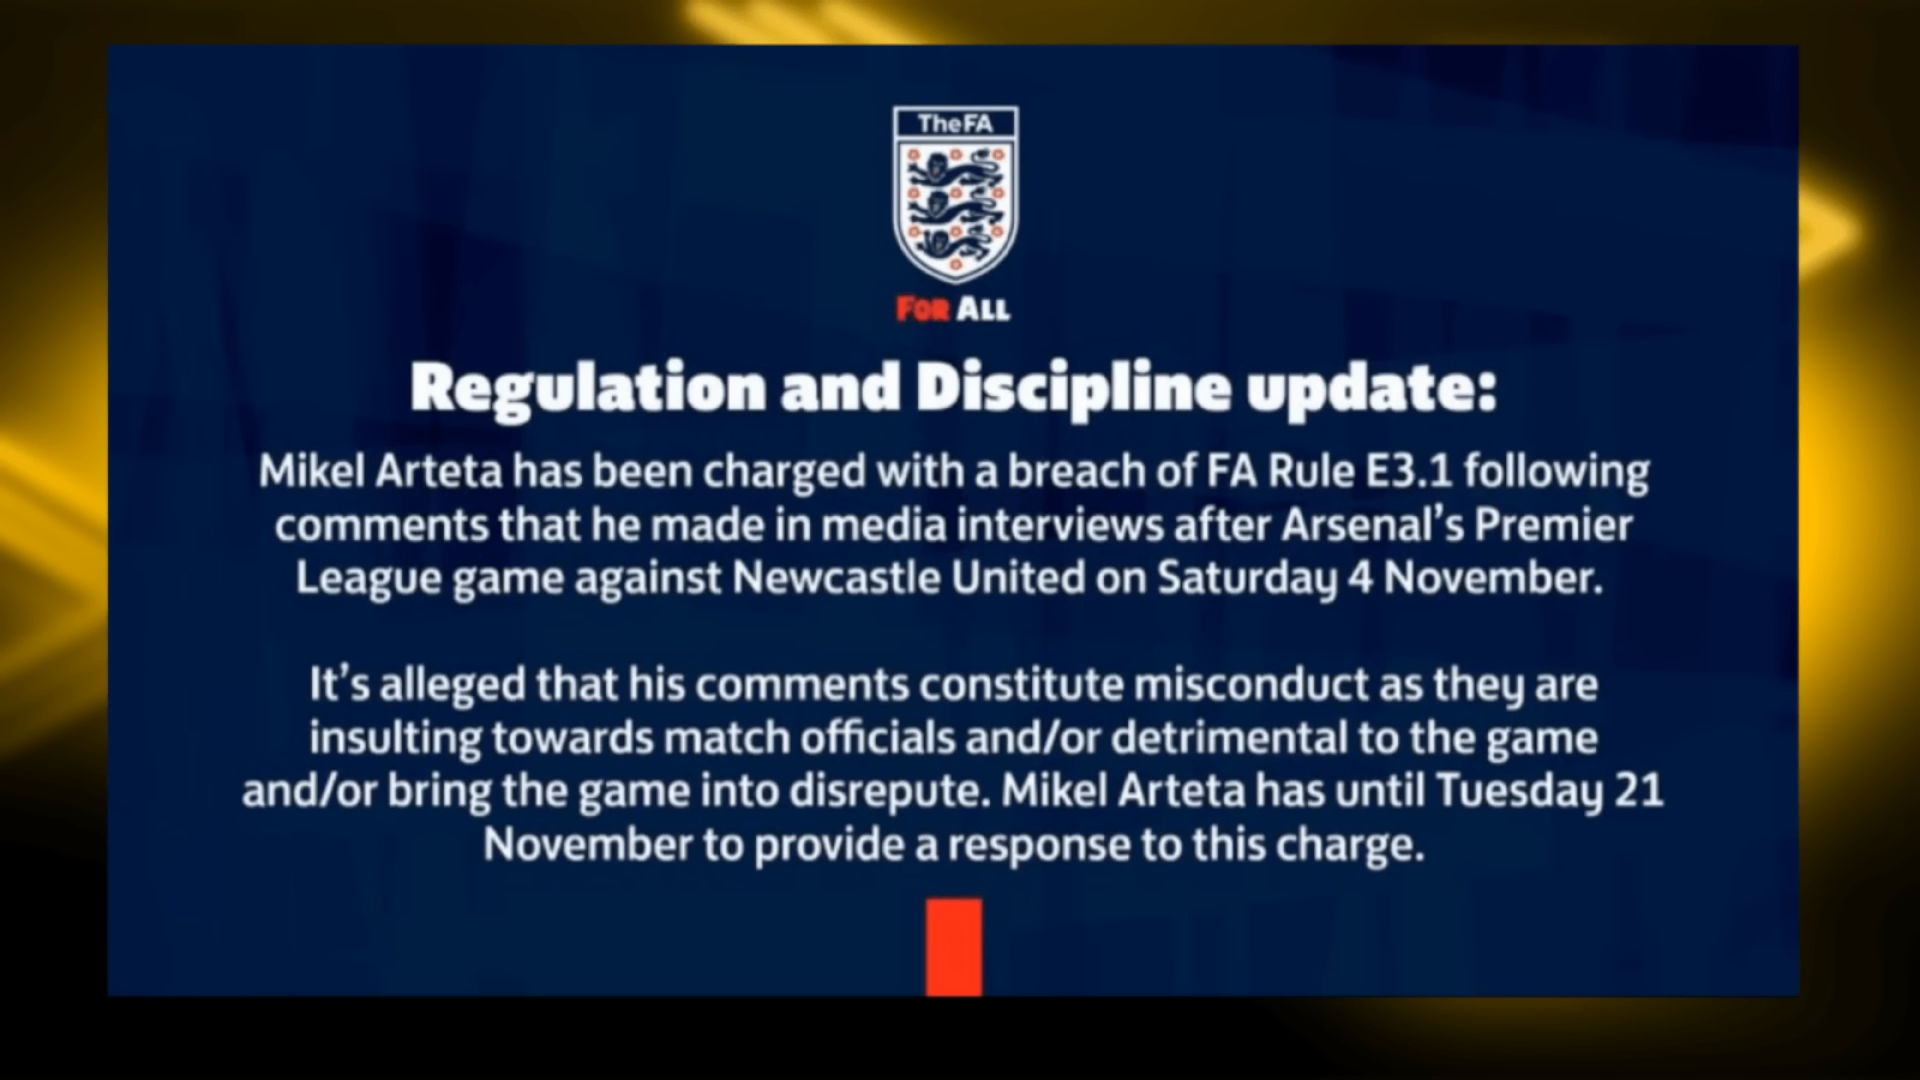 TheFA
FOR ALL
Regulation and Discipline update:
Mikel Arteta has been charged with a breach of FA Rule E3.1 following
comments that he made in media interviews after Arsenal’s Premier
League game against Newcastle United on Saturday 4 November.
It’s alleged that his comments constitute misconduct as they are
insulting towards match officials and/or detrimental to the game
and/or bring the game into disrepute. Mikel Arteta has until Tuesday 21
November to provide a response to this charge.